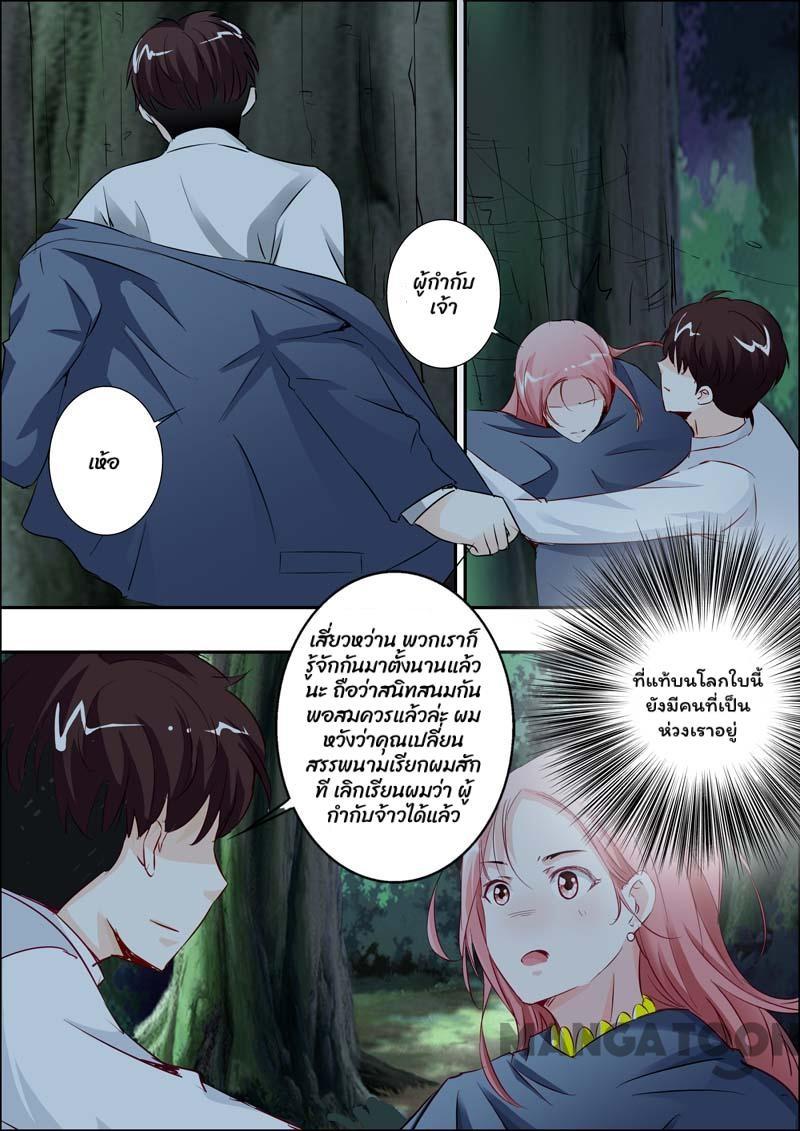 เห้อ
ผู้กำกับ
เจ้า
ที่แท้บนโลกใบนี้
ยังมีคนที่เป็น
ห่วงเราอยู่
เสี่ยวหว่าน พวกเราก็
รู้จักกันมาตั้งนานแล้ว
นะ ถือว่าสนิทสนมกัน
พอสมควรแล้วล่ะ ผม
หวังว่าคุณเปลี่ยน
สรรพนามเรียกผมสัก
ที เลิกเรียนผมว่า ผู้
กำกับจ้าวได้แล้ว
MANGATOON